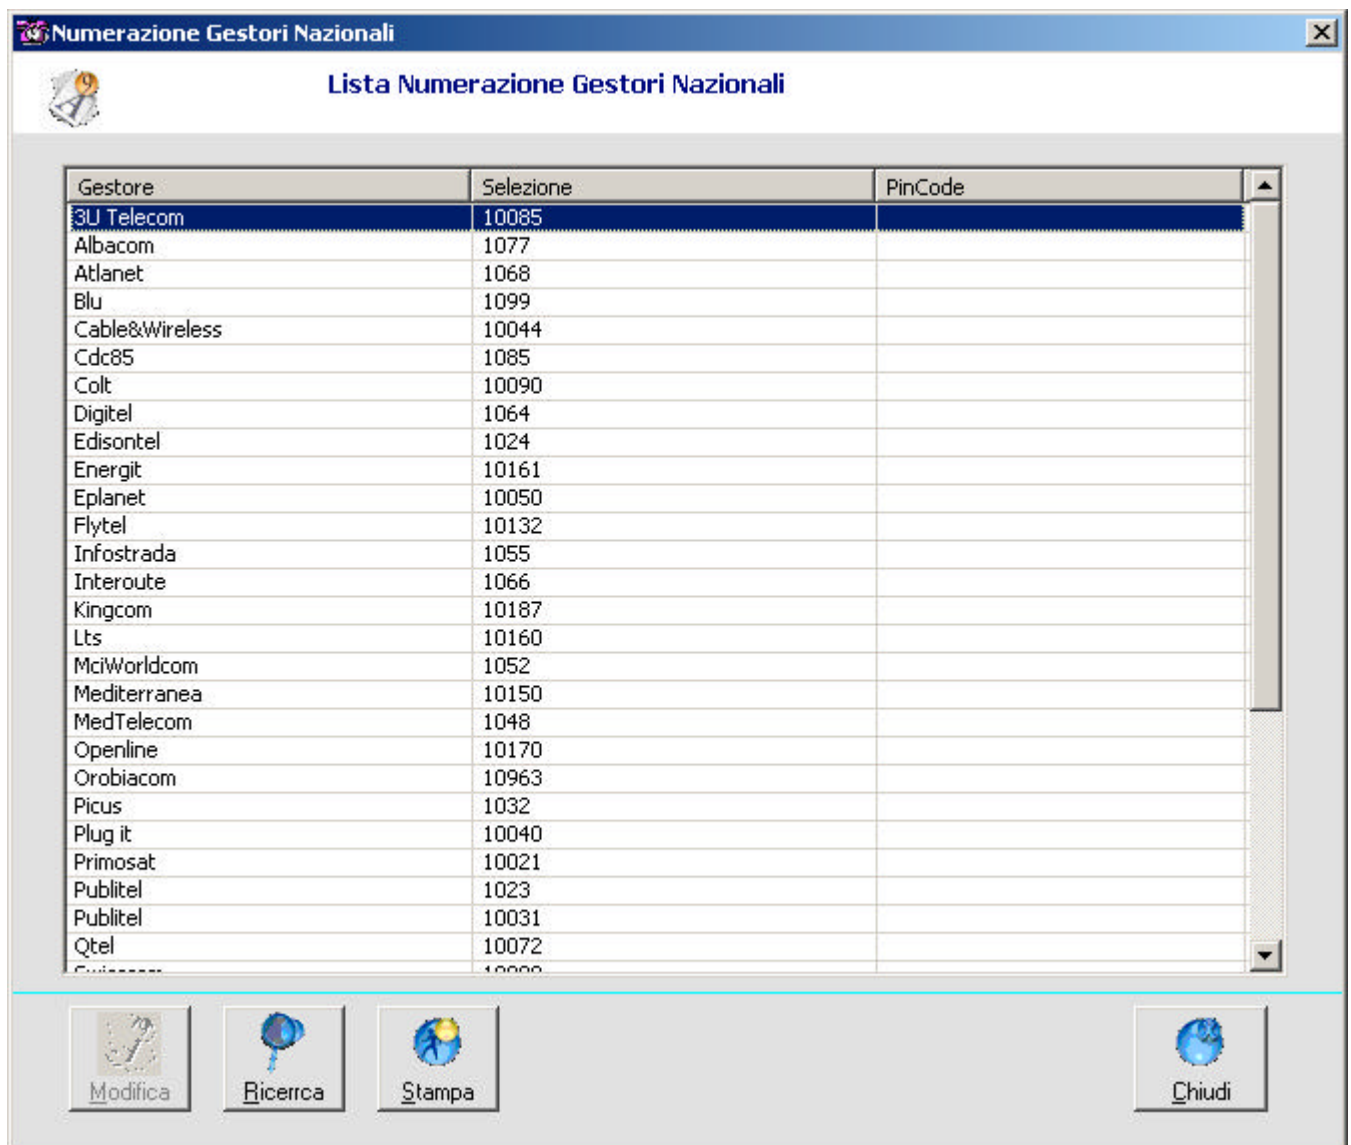 Numerazione Gestori Nazionali
Lista Numerazione Gestori Nazionali
Gestore Selezione PinCode
3U Telecom 10085
Albacom 1077
Atlanet 1068
Blu 1099
Cable&Wireless 10044
Cdc85 1085
Colt 10090
Digitel 1064
Edisontel 1024
Energit 10161
Eplanet 10050
Flytel 10132
Infostrada 1055
Interoute 1066
Kingcom 10187
Lts 10160
MciWorldcom 1052
Mediterranea 10150
MedTelecom 1048
Openline 10170
Orobiacom 10963
Picus 1032
Plug it 10040
Primosat 10021
Publitel 1023
Publitel 10031
Qtel 10072
Modifica Ricerrca Stampa Chiudi